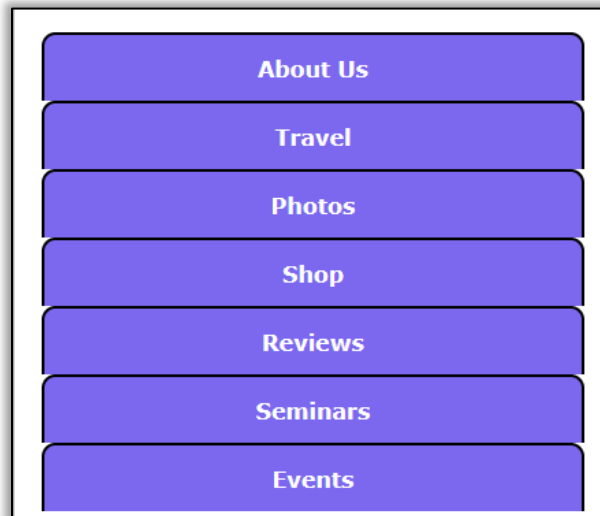 About Us
Travel
Photos
Shop
Reviews
Seminars
Events